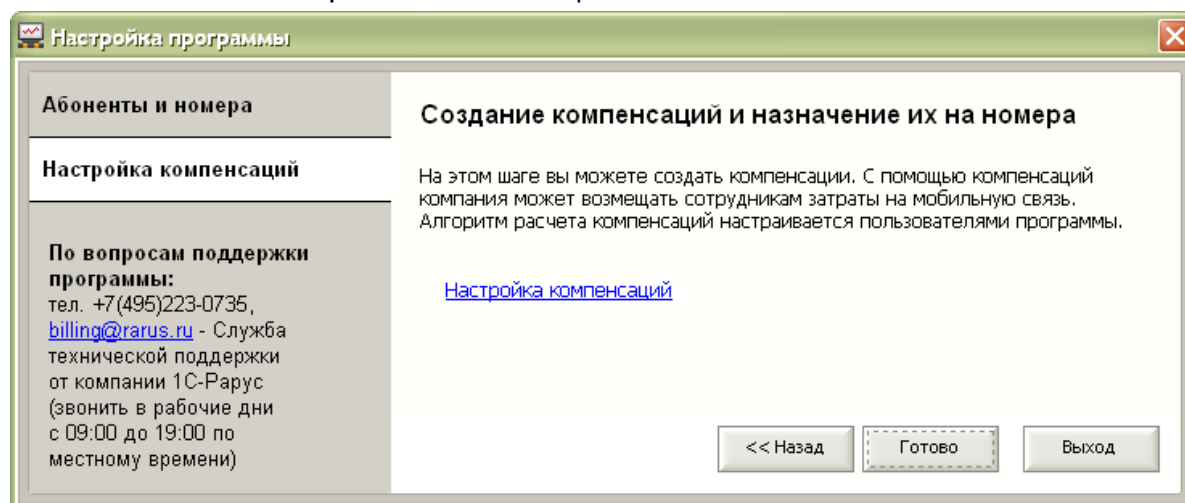 Настройка программы
Абоненты и номера
Настройка компенсаций
По вопросам поддержки
программы:
тел. +7(495)223-0735,
billing@rarus.ru - Служба
технической поддержки
от компании 1С-Рарус
(звонить в рабочие дни
с 09:00 до 19:00 по
местному времени)
Создание компенсаций и назначение их на номера
На этом шаге вы можете создать компенсации. С помощью компенсаций
компания может возмещать сотрудникам затраты на мобильную связь.
Алгоритм расчета компенсаций настраивается пользователями программы.
Настройка компенсаций
<< Назад
Готово
Выход